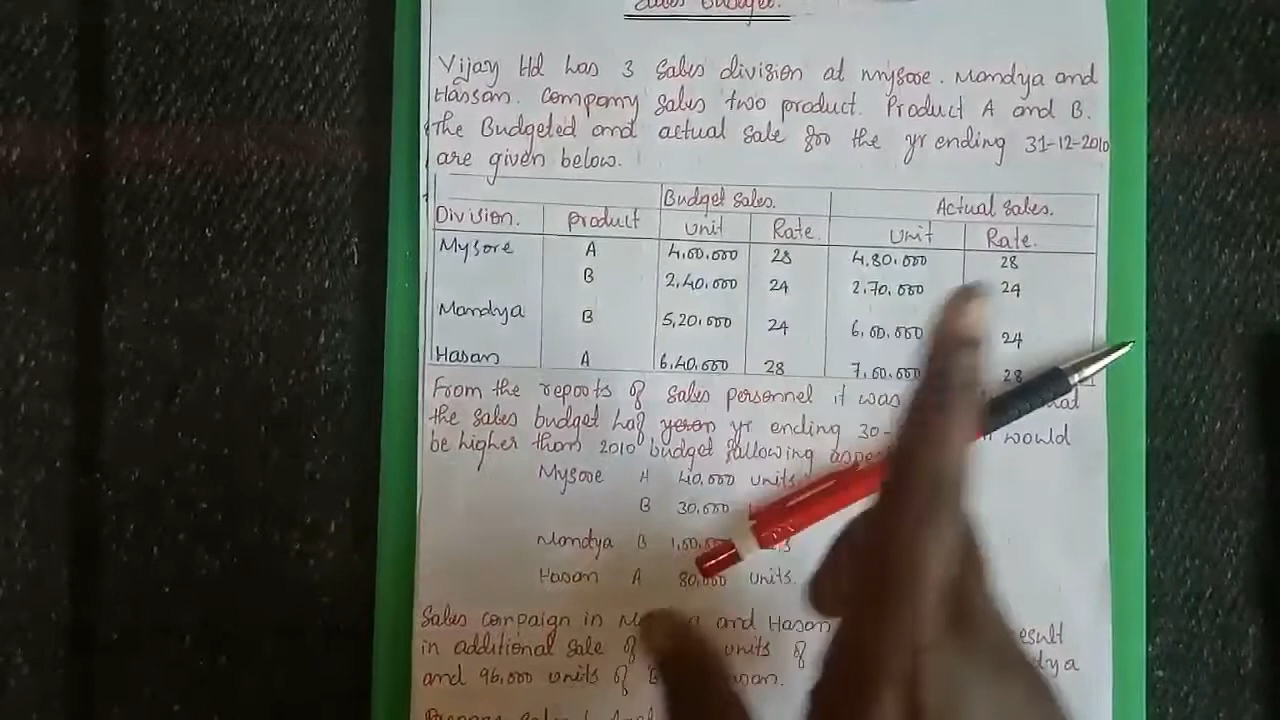 Sales Budget.
Vijay Ltd has 3 Sales division at mysore. Mandya and
Hassan. Company sales two product. Product A and B.
The Budgeted and actual sale for the yr ending 31-12-2010
are given below.
Budget Sales. Actual Sales.
Division. Product Unit Rate. Unit Rate.
Mysore A 4,00,000 28 4,80,000 28
B 2,40,000 24 2,70,000 24
Mandya B 5,20,000 24 6,00,000 24
Hasan A 6,40,000 28 7,00,000 28
From the reports of Sales personnel it was
the sales budget half yr ending 30- would
be higher than 2010 budget following
Mysore A 40,000 units
B 30,000
Mandya B
Hasan A 80,000 units.
Sales compaign in and Hasan
in additional sale of units of
and 96,000 units of